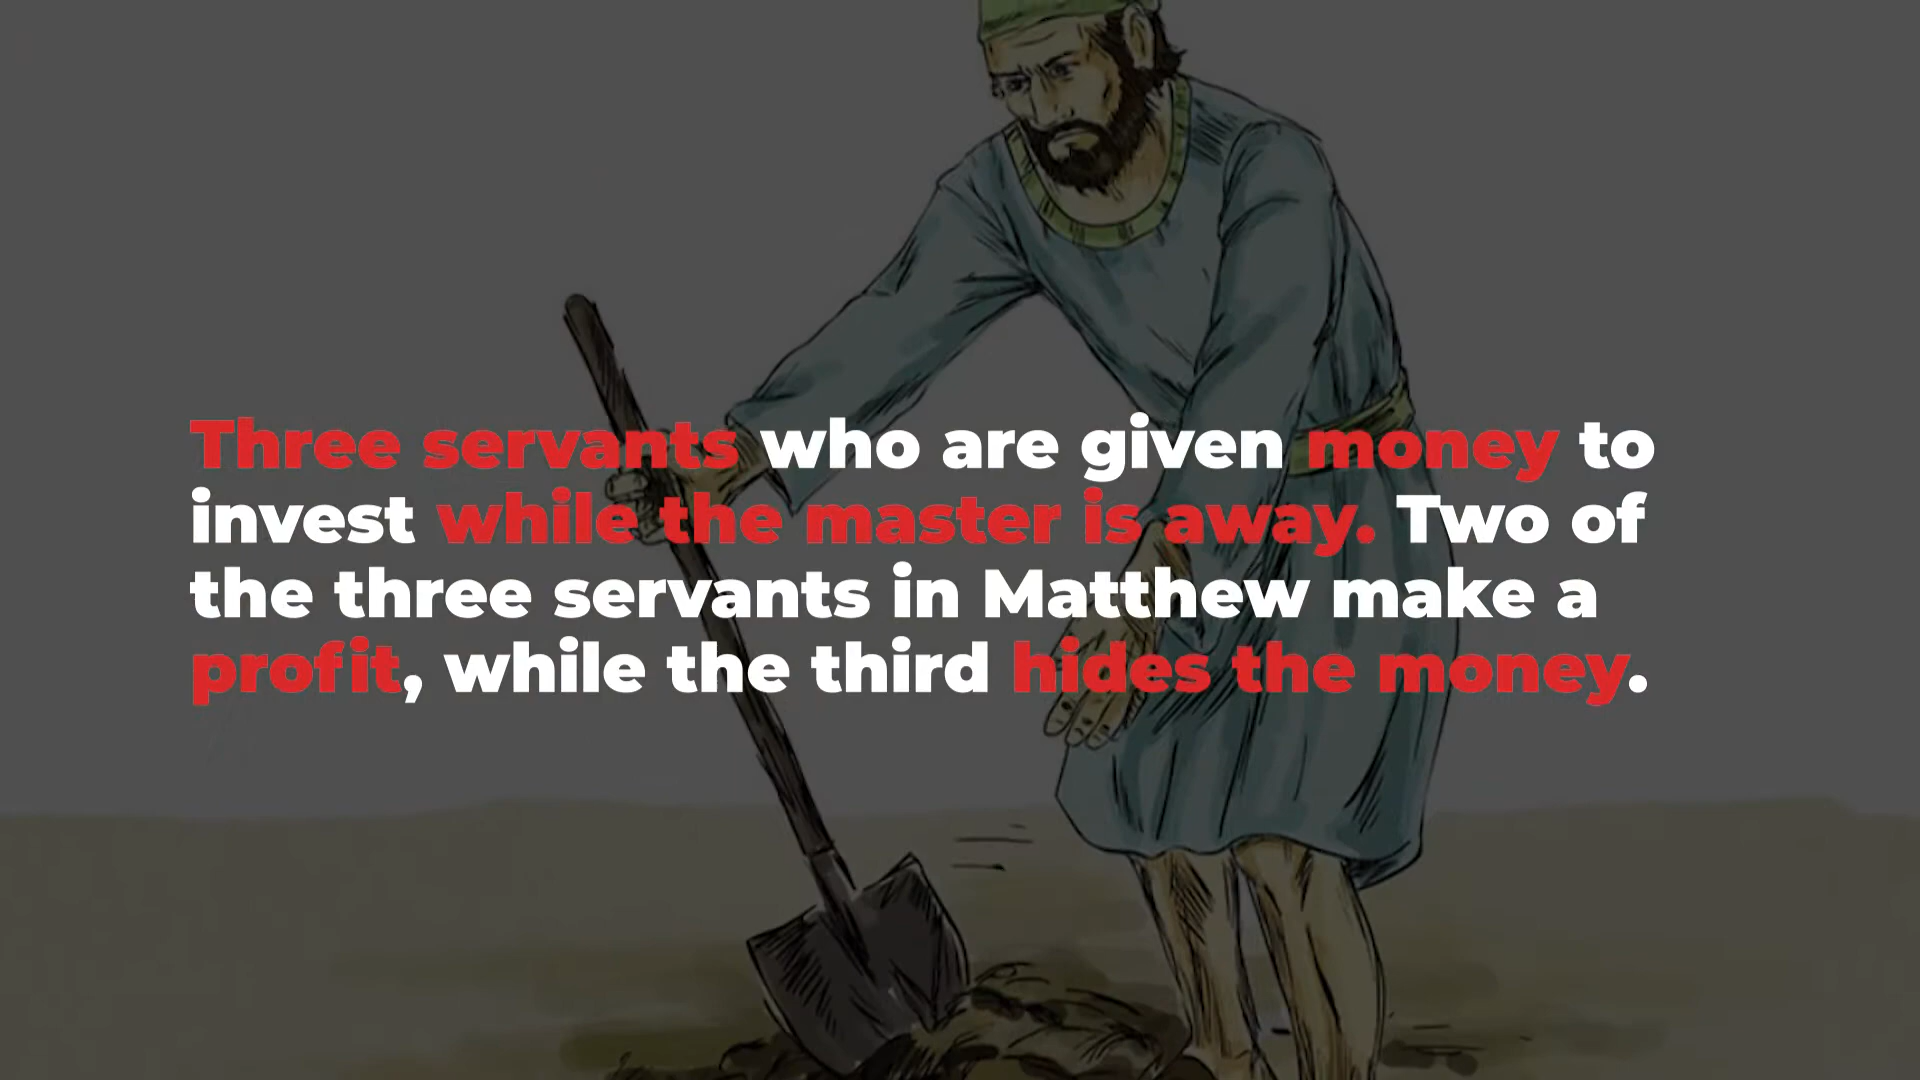 Three servants who are given money to
invest while the master is away. Two of
the three servants in Matthew make a
profit, while the third hides the money.